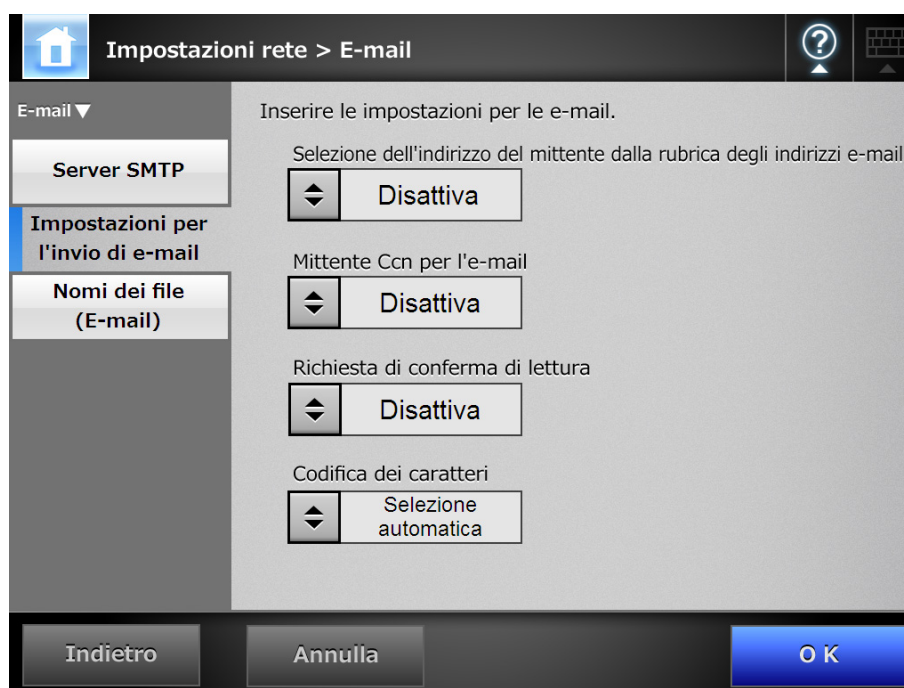 Impostazioni rete > E-mail
E-mail▼
Inserire le impostazioni per le e-mail.
Server SMTP
Selezione dell'indirizzo del mittente dalla rubrica degli indirizzi e-mail
Disattiva
Impostazioni per
l'invio di e-mail
Mittente Ccn per l'e-mail
Disattiva
Nomi dei file
(E-mail)
Richiesta di conferma di lettura
Disattiva
Codifica dei caratteri
Selezione
automatica
Indietro
Annulla
OK